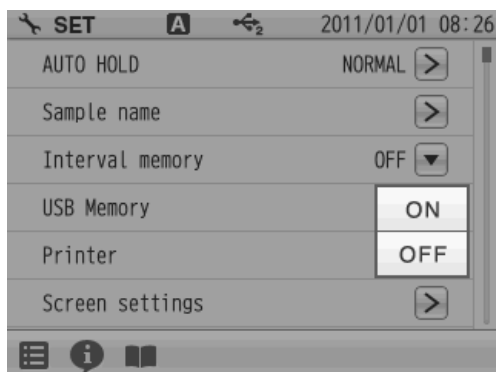 SET A 2 2011/01/01 08:26
AUTO HOLD NORMAL >
Sample name >
Interval memory OFF
USB Memory ON
Printer OFF
Screen settings >